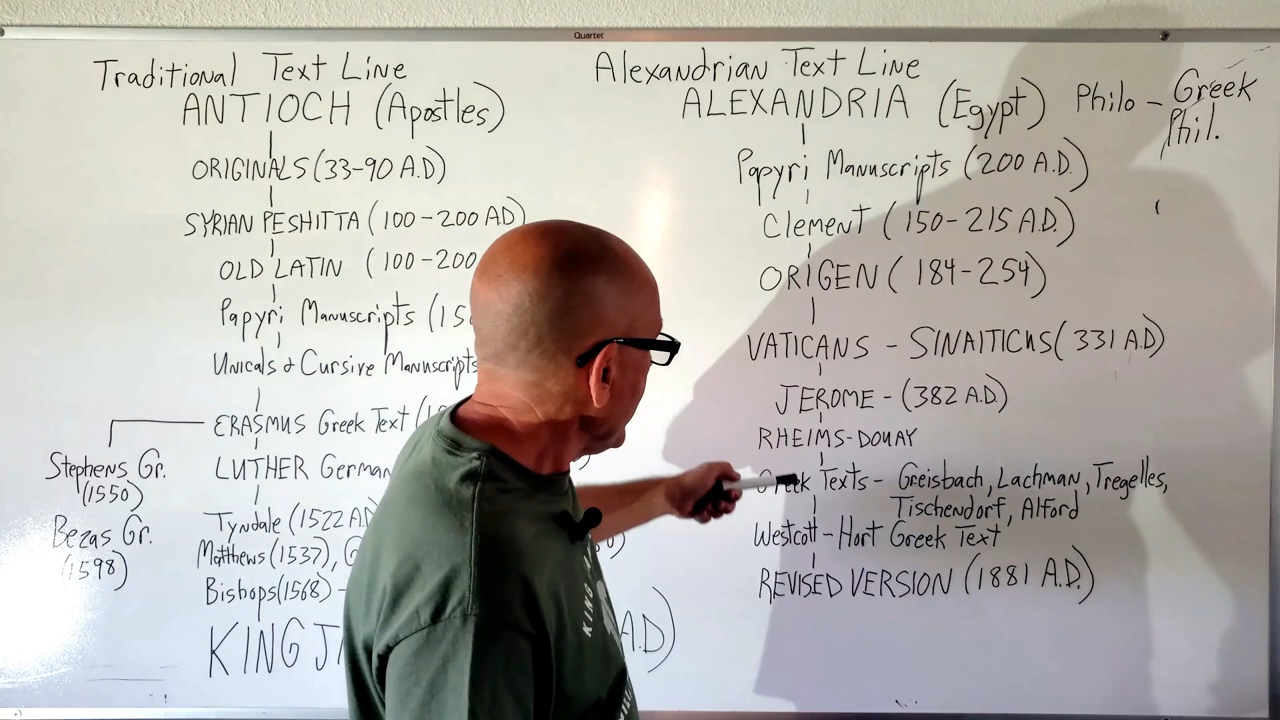 Quartet
Traditional Text Line
ANTIOCH (Apostles)
ORIGINALS (33-90 A.D)
SYRIAN PESHITTA (100-200 AD)
OLD LATIN (100-200
Papyri Manuscripts (15
Unicals & Cursive Manuscripts
ERASMUS Greek Text (1
Stephens Gr.
(1550)
Bezas Gr.
(1598)
LUTHER German
Tyndale (1522 A.D
Matthews (1537), G
Bishops (1568) -
KING JA
A.D)
Alexandrian Text Line
ALEXANDRIA (Egypt) Philo - Greek
Phil.
Papyri Manuscripts (200 A.D.)
Clement (150-215 A.D.)
ORIGEN (184-254)
VATICANS - SINAITICUS (331 A.D)
JEROME - (382 A.D)
RHEIMS-DOUAY
Greek Texts - Greisbach, Lachman, Tregelles,
Tischendorf, Alford
Westcott-Hort Greek Text
REVISED VERSION (1881 A.D.)
KING